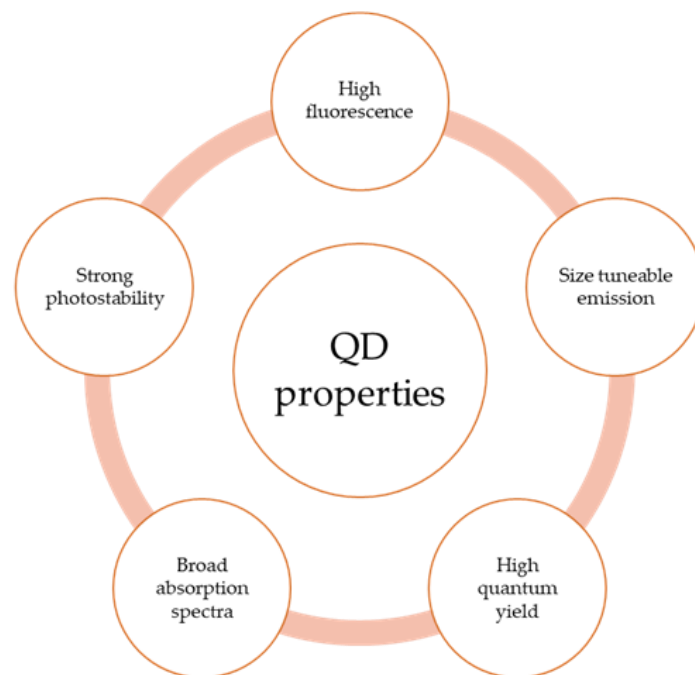 High
fluorescence
Strong
photostability
Size tuneable
emission
QD
properties
Broad
absorption
spectra
High
quantum
yield